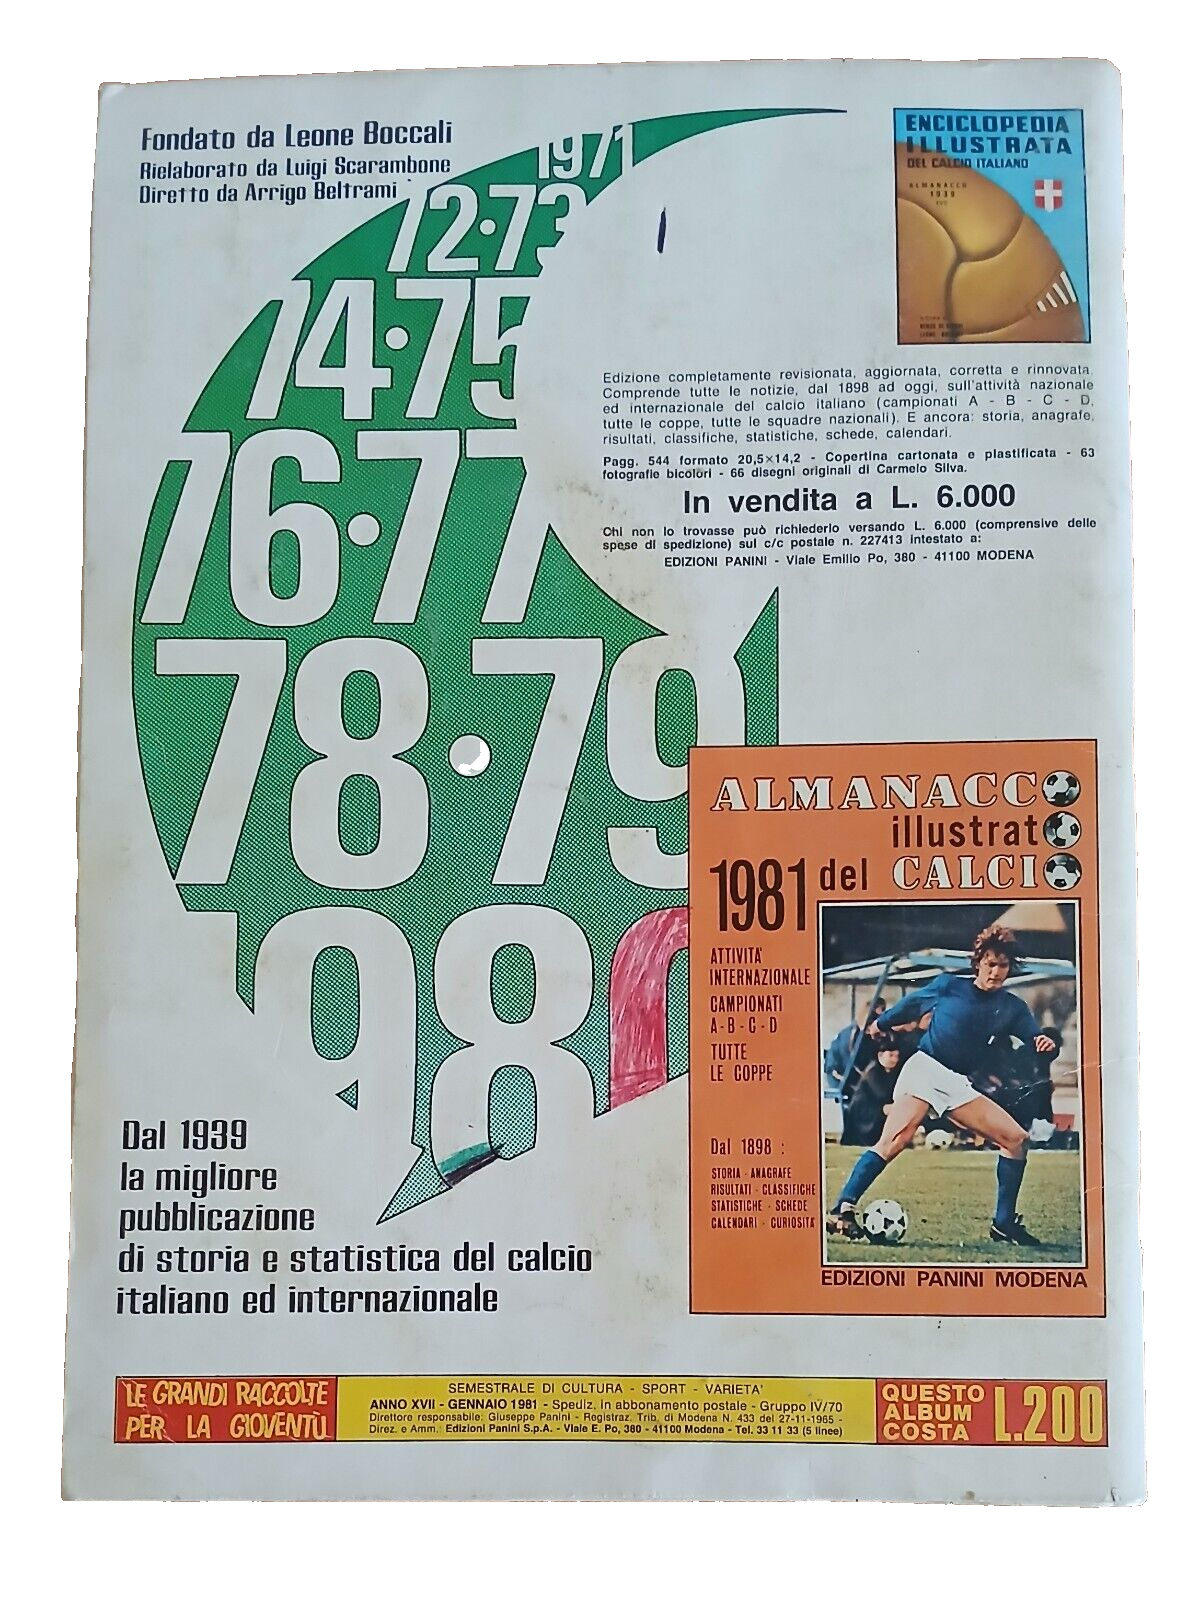 Fondato da Leone Boccali
Rielaborato da Luigi Scarambone
Diretto da Arrigo Beltrami
1971
72·73
74·75
76·77
78·79
1980
ENCICLOPEDIA
ILLUSTRATA
DEL CALCIO ITALIANO
ALMANACCO
1939
XVII
Edizione completamente revisionata, aggiornata, corretta e rinnovata.
Comprende tutte le notizie, dal 1898 ad oggi, sull'attività nazionale
ed internazionale del calcio italiano (campionati A - B - C - D,
tutte le coppe, tutte le squadre nazionali). E ancora: storia, anagrafe,
risultati, classifiche, statistiche, schede, calendari.
Pagg. 544 formato 20,5×14,2 - Copertina cartonata e plastificata - 63
fotografie bicolori - 66 disegni originali di Carmelo Silva.
In vendita a L. 6.000
Chi non lo trovasse può richiederlo versando L. 6.000 (comprensive delle
spese di spedizione) sul c/c postale n. 227413 intestato a:
EDIZIONI PANINI - Viale Emilio Po, 380 - 41100 MODENA
ALMANACCO
illustrato
1981 del CALCIO
ATTIVITA'
INTERNAZIONALE
CAMPIONATI
A-B-C-D
TUTTE
LE COPPE
Dal 1898 :
STORIA - ANAGRAFE
RISULTATI - CLASSIFICHE
STATISTICHE - SCHEDE
CALENDARI - CURIOSITA'
EDIZIONI PANINI MODENA
Dal 1939
la migliore
pubblicazione
di storia e statistica del calcio
italiano ed internazionale
LE GRANDI RACCOLTE
PER LA GIOVENTÙ
SEMESTRALE DI CULTURA - SPORT - VARIETA'
ANNO XVII - GENNAIO 1981 - Spediz. in abbonamento postale - Gruppo IV/70
Direttore responsabile: Giuseppe Panini - Registraz. Trib. di Modena N. 433 del 27-11-1965 -
Direz. e Amm. Edizioni Panini S.p.A. - Viale E. Po, 380 - 41100 Modena - Tel. 33 11 33 (5 linee)
QUESTO
ALBUM
COSTA
L.200